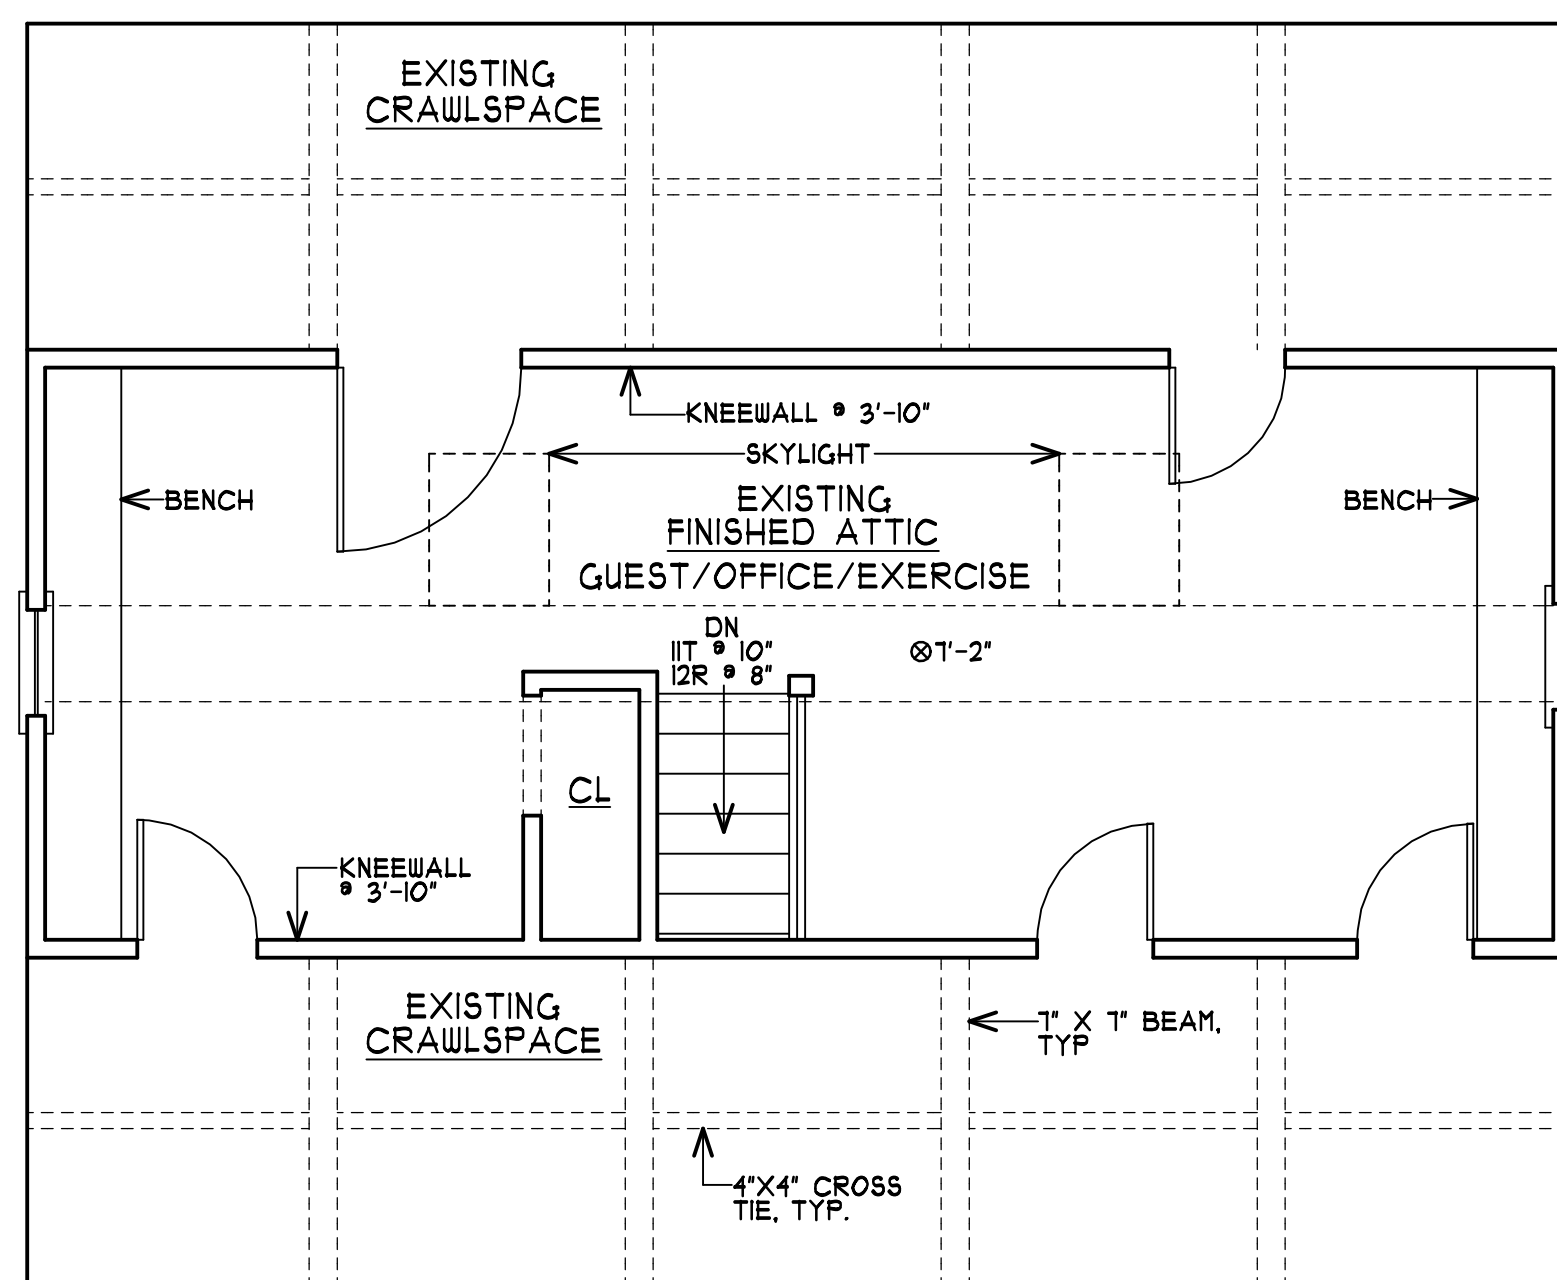 EXISTING
CRAWLSPACE
KNEEWALL @ 3'-10"
SKYLIGHT
BENCH
EXISTING
FINISHED ATTIC
GUEST/OFFICE/EXERCISE
BENCH
DN
11T @ 10"
12R @ 8"
7'-2"
CL
KNEEWALL
@ 3'-10"
EXISTING
CRAWLSPACE
7" X 7" BEAM,
TYP
4"X4" CROSS
TIE, TYP.